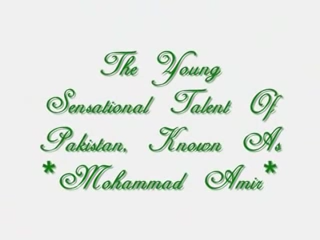 The Young
Sensational Talent Of
Pakistan, Known As
*Mohammad Amir*